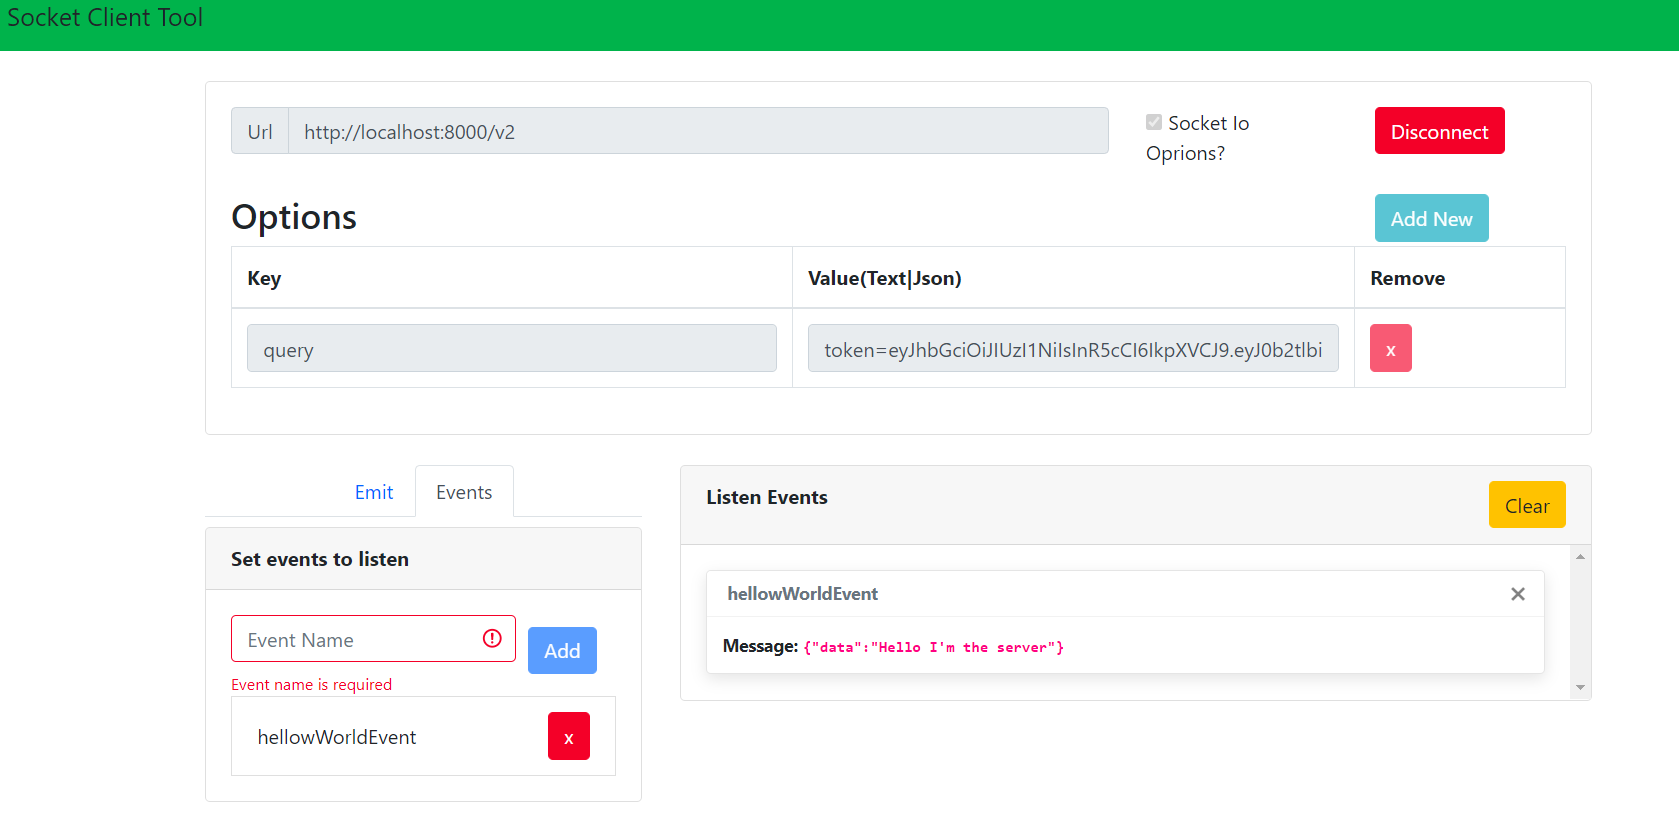 Socket Client Tool
Url http://localhost:8000/v2
Socket Io
Oprions?
Disconnect
Options
Add New
Key Value(Text|Json) Remove
query token=eyJhbGciOiJIUzI1NiIsInR5cCI6IkpXVCJ9.eyJ0b2tlbi x
Emit Events
Set events to listen
Event Name
Add
Event name is required
hellowWorldEvent x
Listen Events
Clear
hellowWorldEvent
Message: {"data":"Hello I'm the server"}